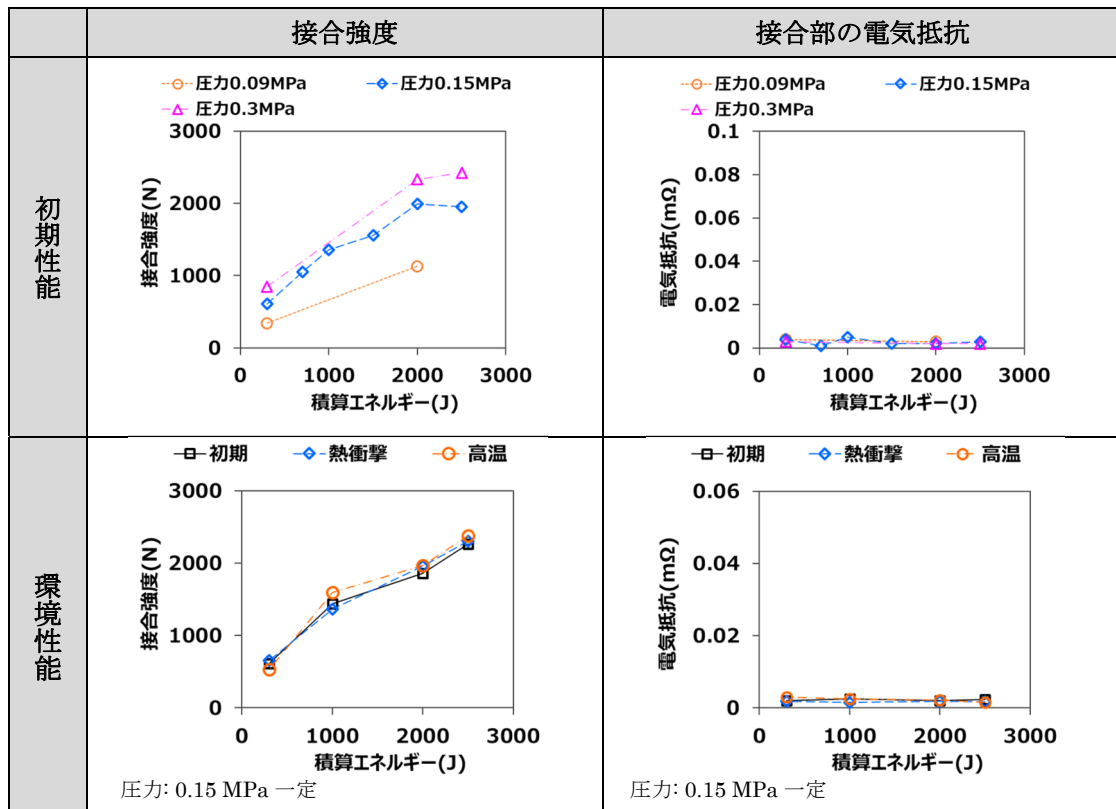 接合強度
接合部の電気抵抗
初期性能
圧力0.09MPa
圧力0.15MPa
圧力0.3MPa
3000
2000
1000
0
接合強度(N)
0 1000 2000 3000
積算エネルギー(J)
圧力0.09MPa
圧力0.15MPa
圧力0.3MPa
0.1
0.08
0.06
0.04
0.02
0
電気抵抗(mΩ)
0 1000 2000 3000
積算エネルギー(J)
環境性能
初期 熱衝撃 高温
3000
2000
1000
0
接合強度(N)
0 1000 2000 3000
積算エネルギー(J)
圧力: 0.15 MPa 一定
初期 熱衝撃 高温
0.06
0.04
0.02
0
電気抵抗(mΩ)
0 1000 2000 3000
積算エネルギー(J)
圧力: 0.15 MPa 一定